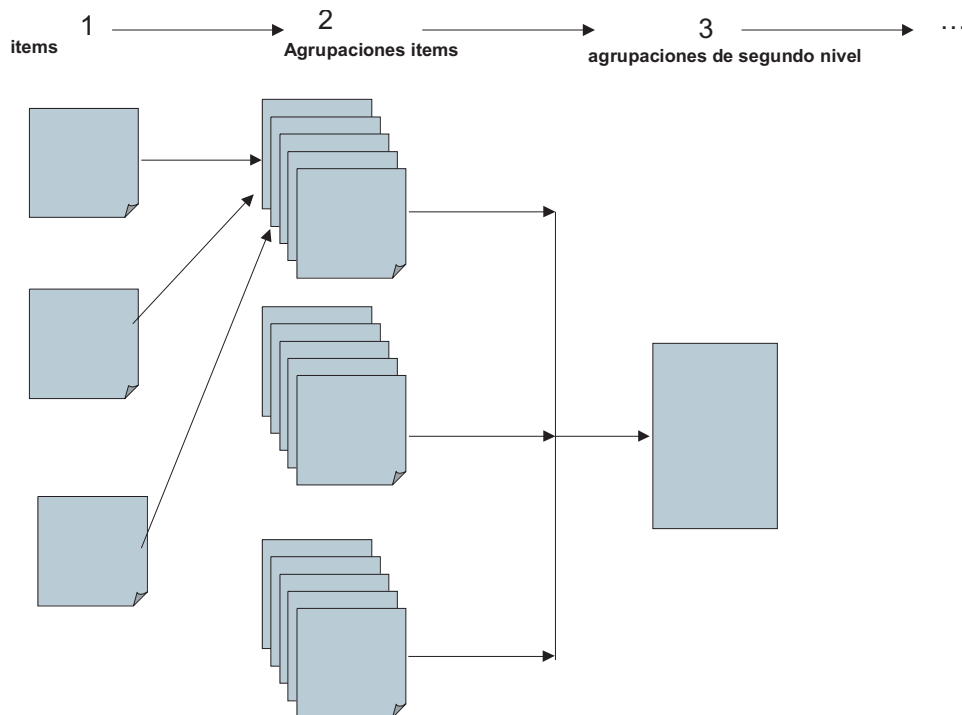 1
items
2
Agrupaciones items
3
agrupaciones de segundo nivel
...